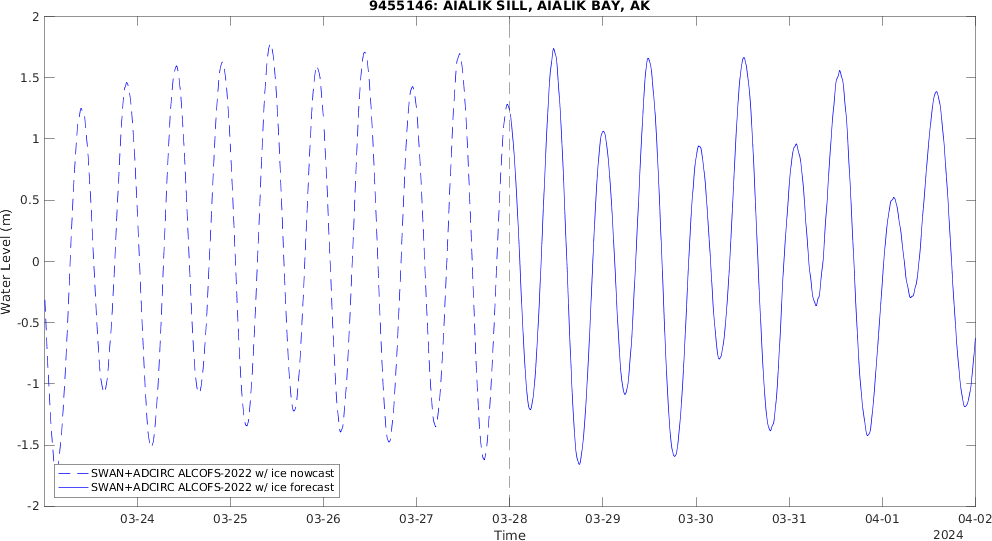 9455146: AIALIK SILL, AIALIK BAY, AK
2
1.5
1
0.5
0
-0.5
-1
-1.5
-2
Water Level (m)
SWAN+ADCIRC ALCOFS-2022 w/ ice nowcast
SWAN+ADCIRC ALCOFS-2022 w/ ice forecast
03-24 03-25 03-26 03-27 03-28 03-29 03-30 03-31 04-01 04-02
Time
2024